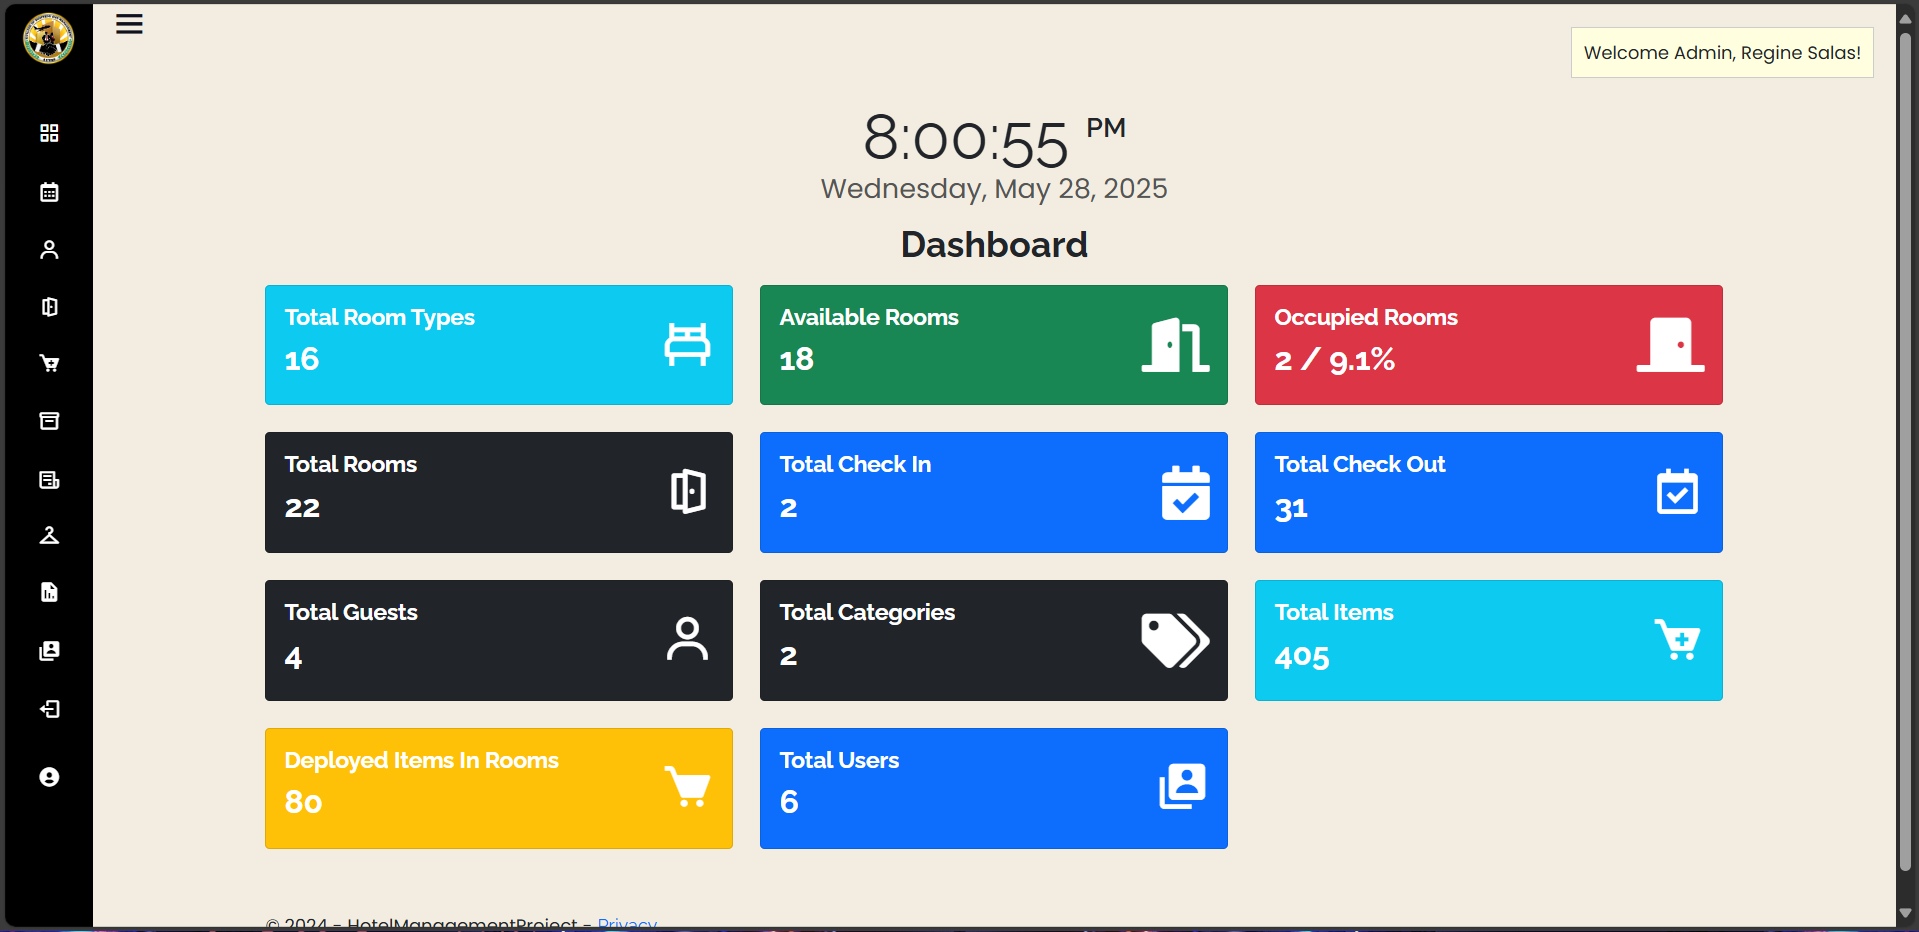 Welcome Admin, Regine Salas!
8:00:55 PM
Wednesday, May 28, 2025
Dashboard
Total Room Types
16
Available Rooms
18
Occupied Rooms
2 / 9.1%
Total Rooms
22
Total Check In
2
Total Check Out
31
Total Guests
4
Total Categories
2
Total Items
405
Deployed Items In Rooms
80
Total Users
6
© 2024 - HotelManagementProject - Privacy